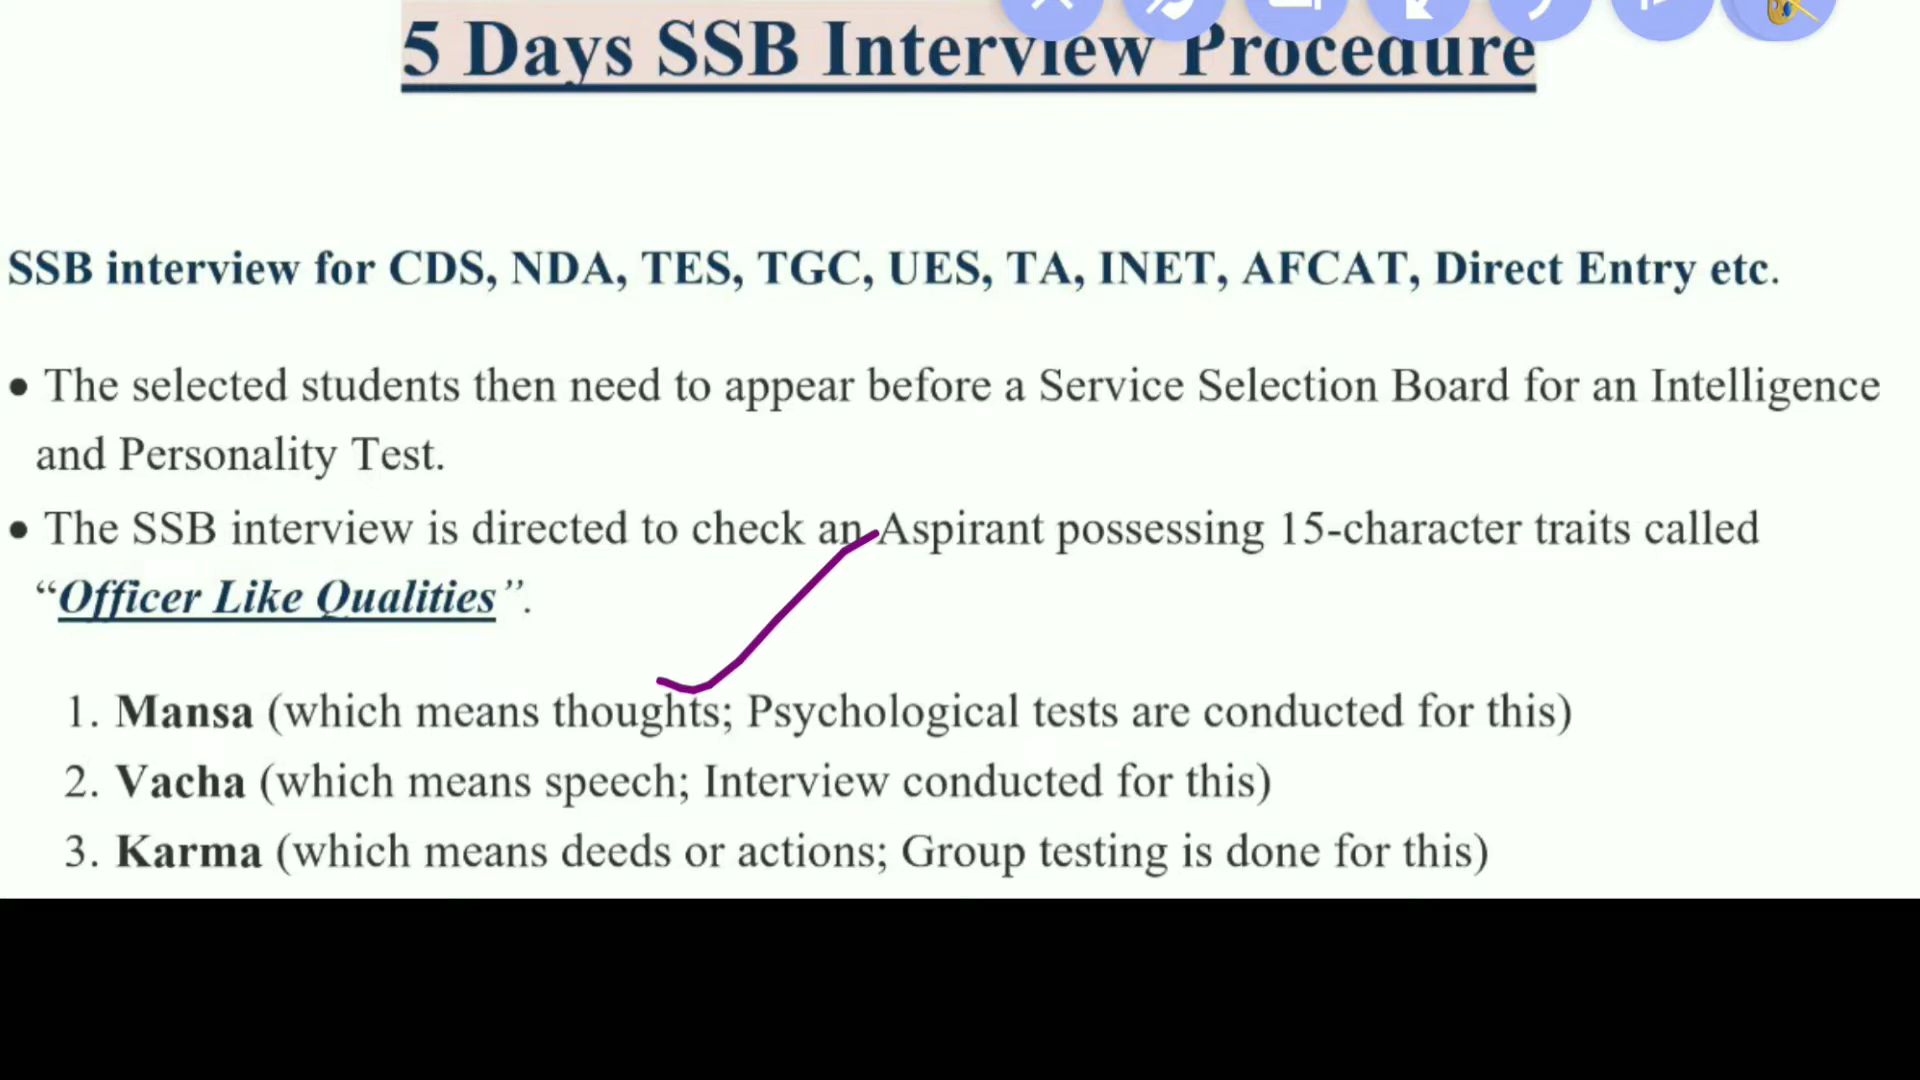 5 Days SSB Interview Procedure
SSB interview for CDS, NDA, TES, TGC, UES, TA, INET, AFCAT, Direct Entry etc.
• The selected students then need to appear before a Service Selection Board for an Intelligence
and Personality Test.
• The SSB interview is directed to check an Aspirant possessing 15-character traits called
“Officer Like Qualities”.
1. Mansa (which means thoughts; Psychological tests are conducted for this)
2. Vacha (which means speech; Interview conducted for this)
3. Karma (which means deeds or actions; Group testing is done for this)